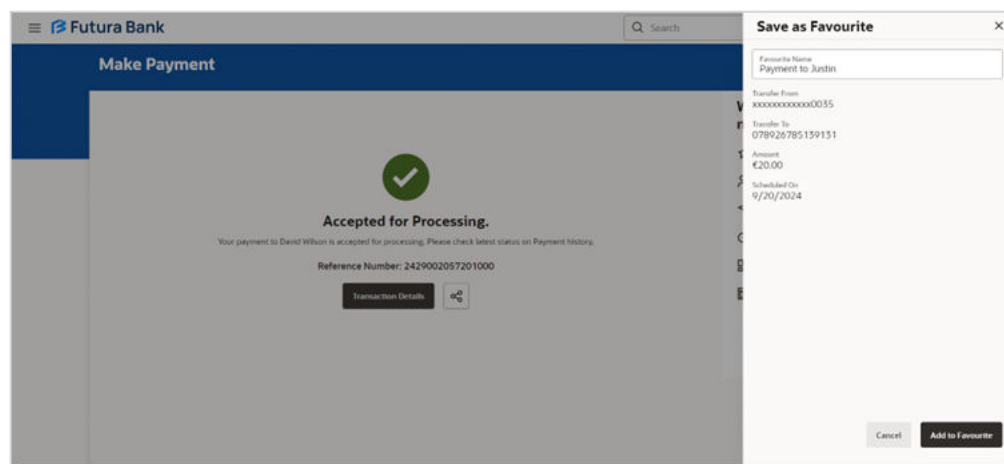 Futura Bank
Search
Make Payment
Accepted for Processing.
Your payment to David Wilson is accepted for processing. Please check latest status on Payment history.
Reference Number: 2429002057201000
Transaction Details
Save as Favourite
Favourite Name
Payment to Justin
Transfer From
xxxxxxxxxxxx0035
Transfer To
078926785139131
Amount
€20.00
Scheduled On
9/20/2024
Cancel
Add to Favourite